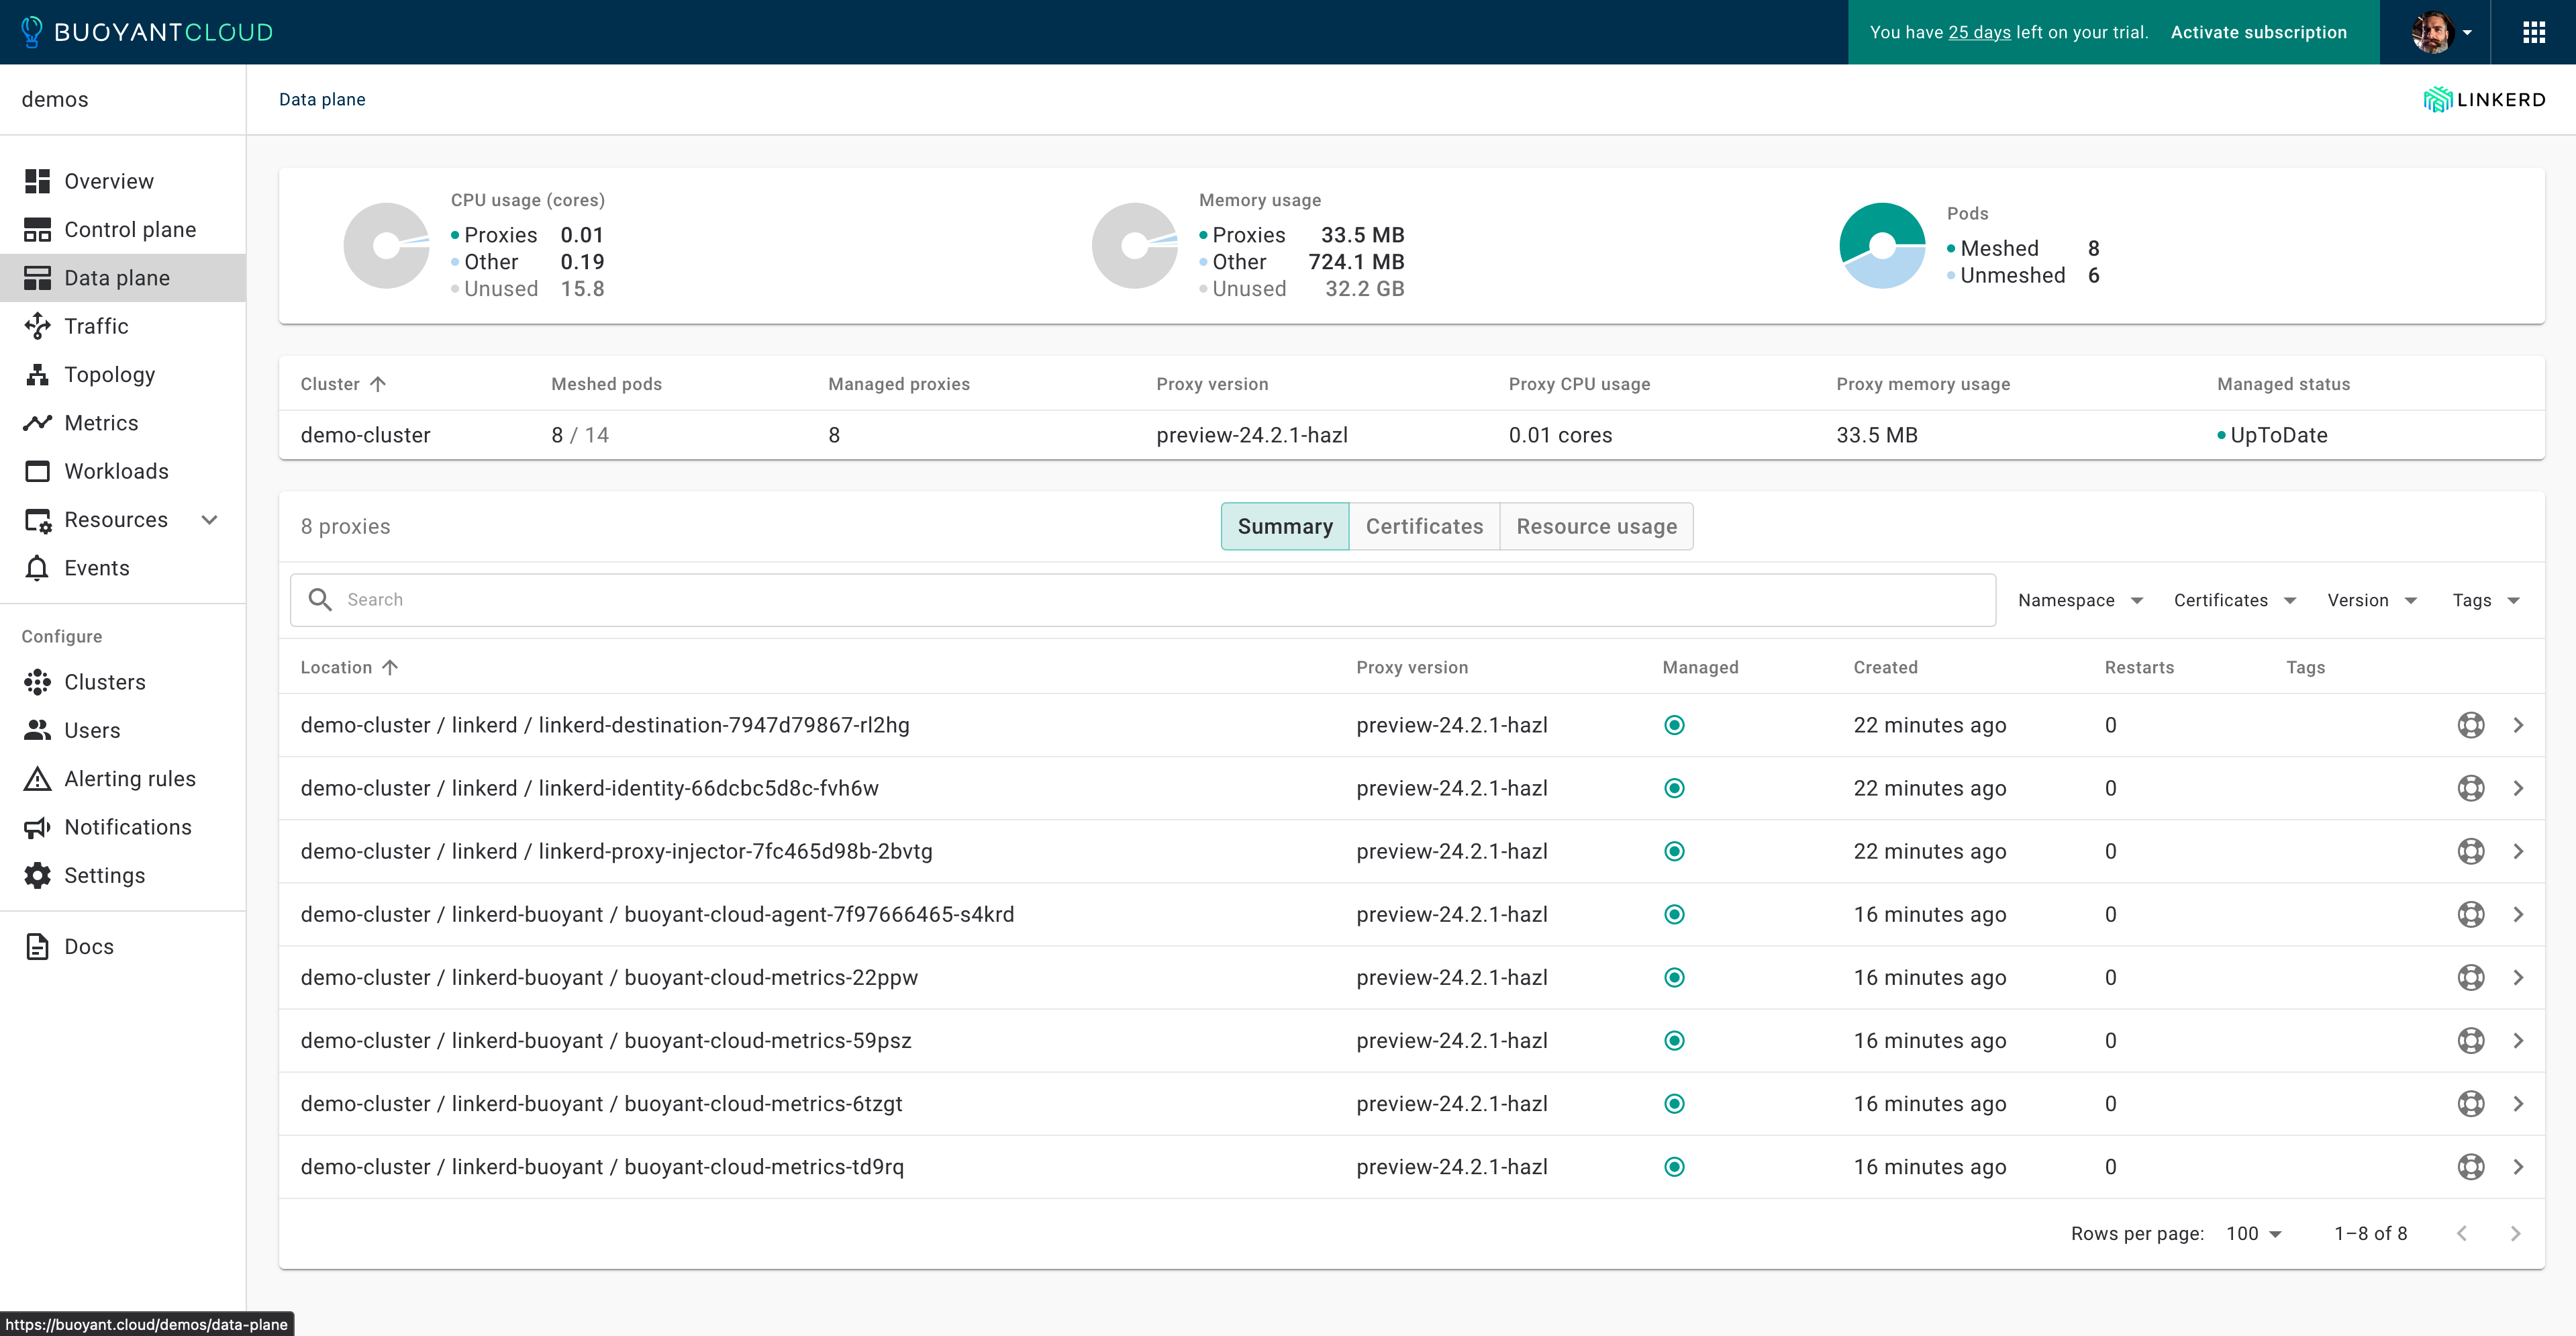 BUOYANTCLOUD
You have 25 days left on your trial. Activate subscription
demos
Data plane
LINKERD
Overview
Control plane
Data plane
Traffic
Topology
Metrics
Workloads
Resources
Events
Configure
Clusters
Users
Alerting rules
Notifications
Settings
Docs
CPU usage (cores)
Proxies 0.01
Other 0.19
Unused 15.8
Memory usage
Proxies 33.5 MB
Other 724.1 MB
Unused 32.2 GB
Pods
Meshed 8
Unmeshed 6
Cluster Meshed pods Managed proxies Proxy version Proxy CPU usage Proxy memory usage Managed status
demo-cluster 8 / 14 8 preview-24.2.1-hazl 0.01 cores 33.5 MB UpToDate
8 proxies Summary Certificates Resource usage
Search Namespace Certificates Version Tags
Location Proxy version Managed Created Restarts Tags
demo-cluster / linkerd / linkerd-destination-7947d79867-rl2hg preview-24.2.1-hazl 22 minutes ago 0
demo-cluster / linkerd / linkerd-identity-66dcbc5d8c-fvh6w preview-24.2.1-hazl 22 minutes ago 0
demo-cluster / linkerd / linkerd-proxy-injector-7fc465d98b-2bvtg preview-24.2.1-hazl 22 minutes ago 0
demo-cluster / linkerd-buoyant / buoyant-cloud-agent-7f97666465-s4krd preview-24.2.1-hazl 16 minutes ago 0
demo-cluster / linkerd-buoyant / buoyant-cloud-metrics-22ppw preview-24.2.1-hazl 16 minutes ago 0
demo-cluster / linkerd-buoyant / buoyant-cloud-metrics-59psz preview-24.2.1-hazl 16 minutes ago 0
demo-cluster / linkerd-buoyant / buoyant-cloud-metrics-6tzgt preview-24.2.1-hazl 16 minutes ago 0
demo-cluster / linkerd-buoyant / buoyant-cloud-metrics-td9rq preview-24.2.1-hazl 16 minutes ago 0
Rows per page: 100 1–8 of 8
https://buoyant.cloud/demos/data-plane